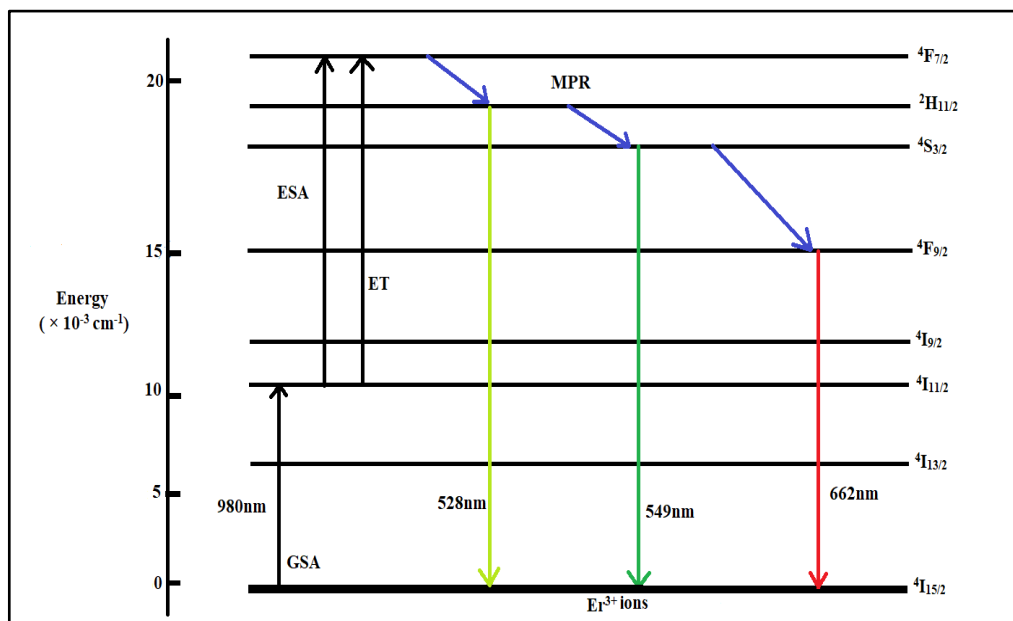 ⁴F₇/₂
20
MPR
²H₁₁/₂
⁴S₃/₂
ESA
15
⁴F₉/₂
ET
Energy
( × 10⁻³ cm⁻¹)
⁴I₉/₂
10
⁴I₁₁/₂
⁴I₁₃/₂
5
980nm
528nm
549nm
662nm
GSA
0
⁴I₁₅/₂
Er³⁺ ions